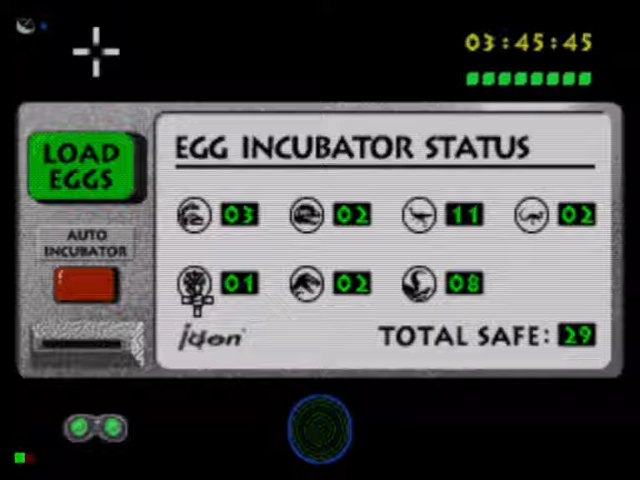 03:45:45
LOAD
EGGS
EGG INCUBATOR STATUS
AUTO
INCUBATOR
03 02 11 02
01 02 08
TOTAL SAFE: 29